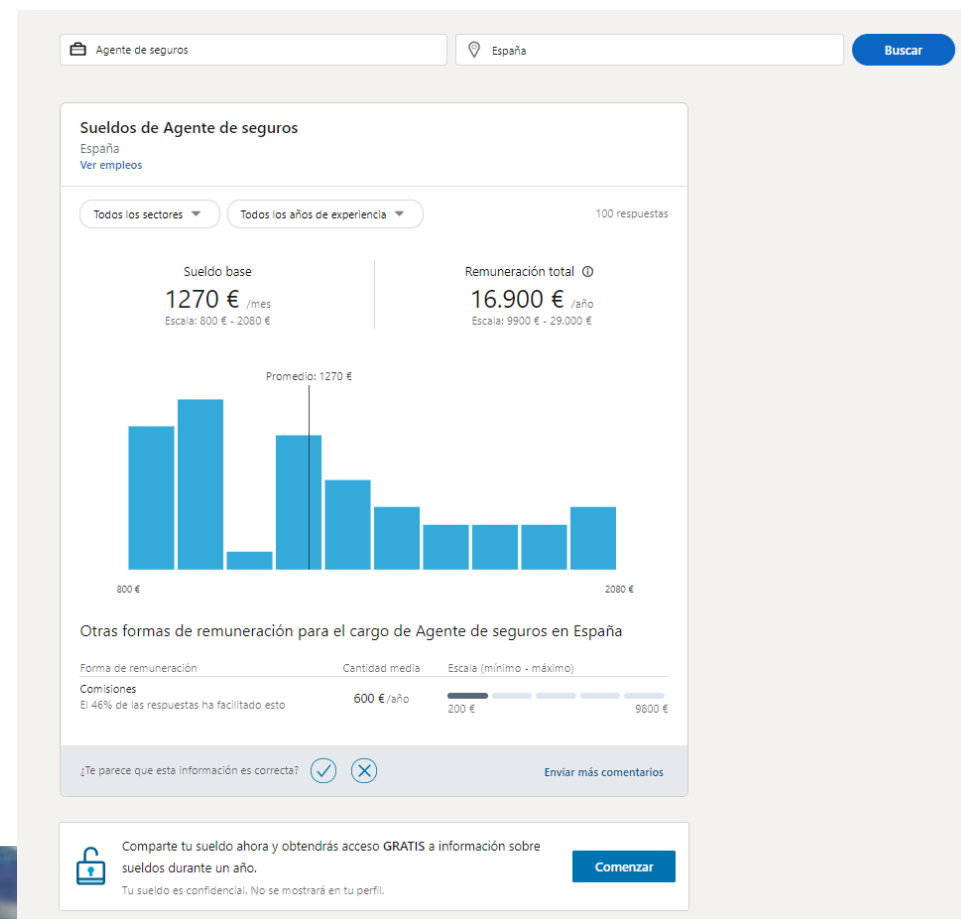 Agente de seguros
España
Buscar
Sueldos de Agente de seguros
España
Ver empleos
Todos los sectores
Todos los años de experiencia
100 respuestas
Sueldo base
1270 € /mes
Escala: 800 € - 2080 €
Remuneración total
16.900 € /año
Escala: 9900 € - 29.000 €
Promedio: 1270 €
800 €
2080 €
Otras formas de remuneración para el cargo de Agente de seguros en España
Forma de remuneración
Cantidad media
Escala (mínimo - máximo)
Comisiones
El 46% de las respuestas ha facilitado esto
600 €/año
200 €
9800 €
¿Te parece que esta información es correcta?
Enviar más comentarios
Comparte tu sueldo ahora y obtendrás acceso GRATIS a información sobre
sueldos durante un año.
Tu sueldo es confidencial. No se mostrará en tu perfil.
Comenzar